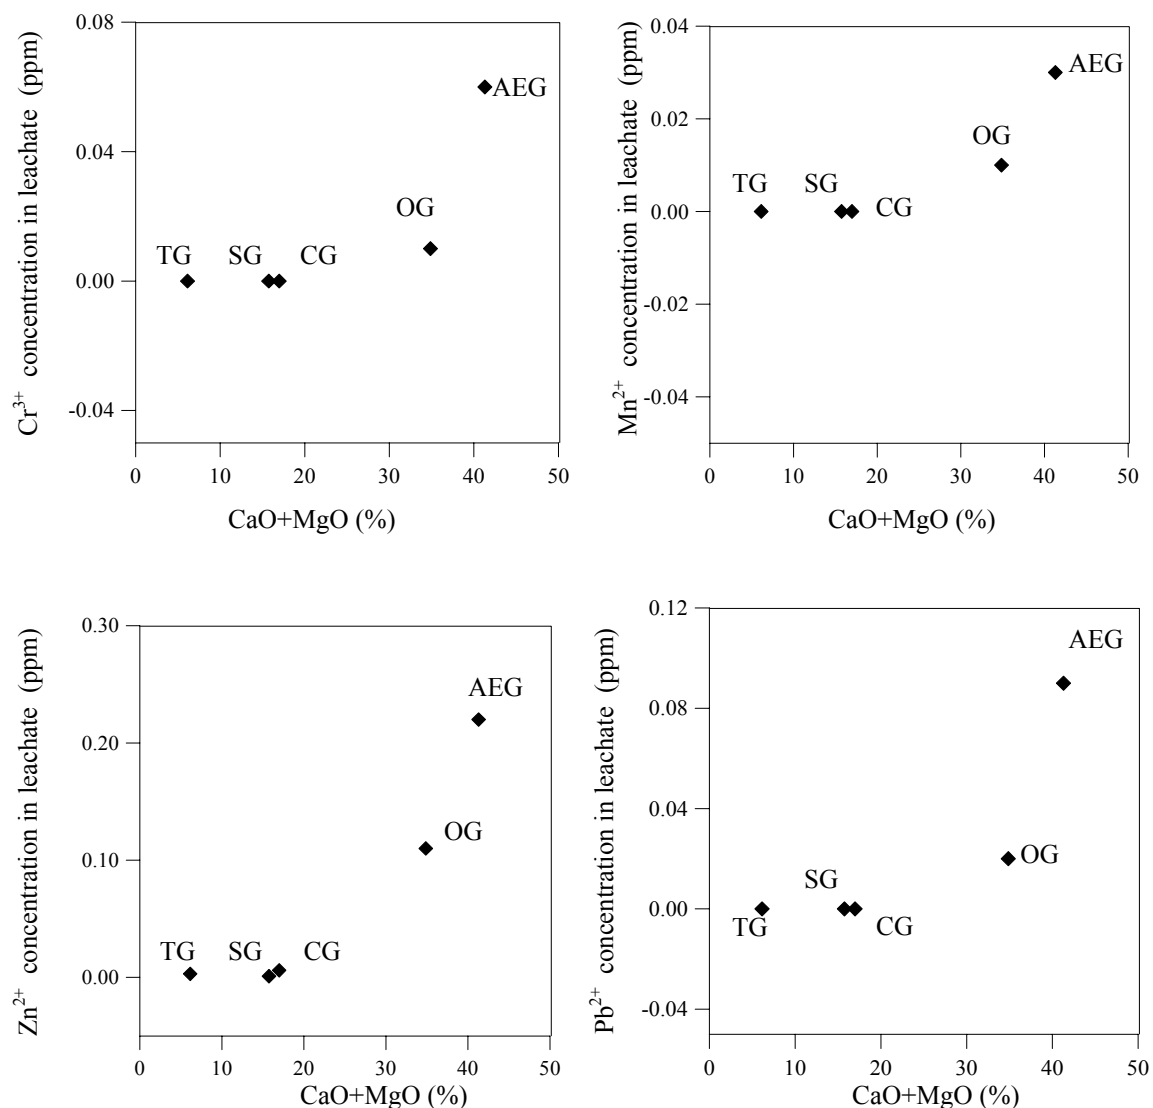 Cr3+ concentration in leachate (ppm)
0.08
0.04
0.00
-0.04
AEG
OG
TG SG CG
0 10 20 30 40 50
CaO+MgO (%)
Mn2+ concentration in leachate (ppm)
0.04
0.02
0.00
-0.02
-0.04
AEG
OG
TG SG
CG
0 10 20 30 40 50
CaO+MgO (%)
Zn2+ concentration in leachate (ppm)
0.30
0.20
0.10
0.00
AEG
OG
TG SG CG
0 10 20 30 40 50
CaO+MgO (%)
Pb2+ concentration in leachate (ppm)
0.12
0.08
0.04
0.00
-0.04
AEG
OG
SG
TG CG
0 10 20 30 40 50
CaO+MgO (%)